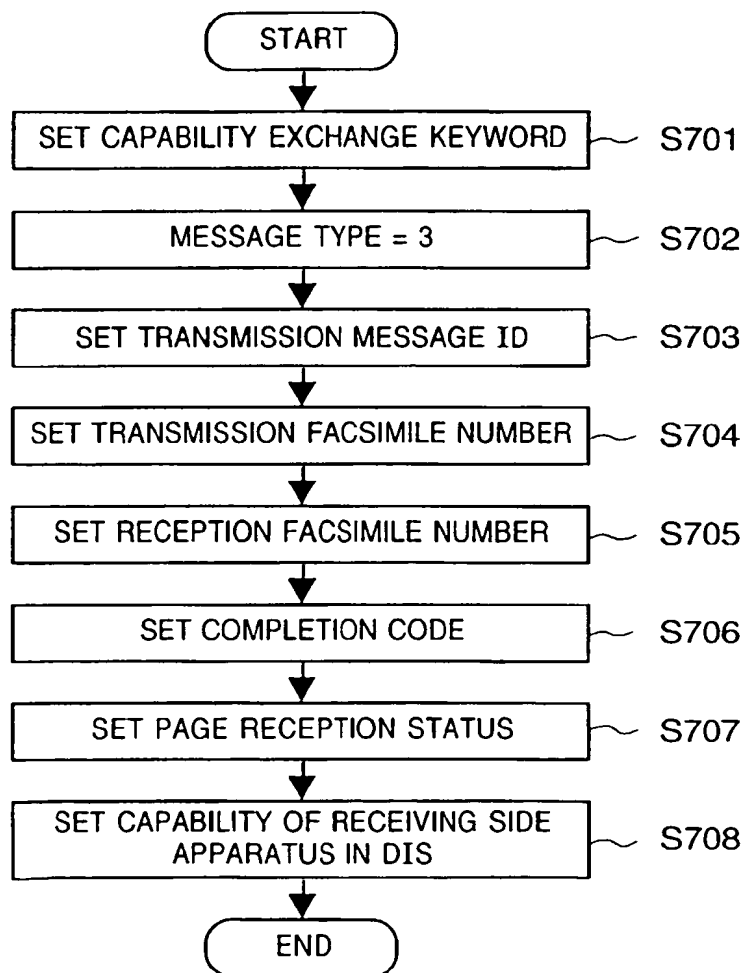 START
SET CAPABILITY EXCHANGE KEYWORD
S701
MESSAGE TYPE = 3
S702
SET TRANSMISSION MESSAGE ID
S703
SET TRANSMISSION FACSIMILE NUMBER
S704
SET RECEPTION FACSIMILE NUMBER
S705
SET COMPLETION CODE
S706
SET PAGE RECEPTION STATUS
S707
SET CAPABILITY OF RECEIVING SIDE
APPARATUS IN DIS
S708
END